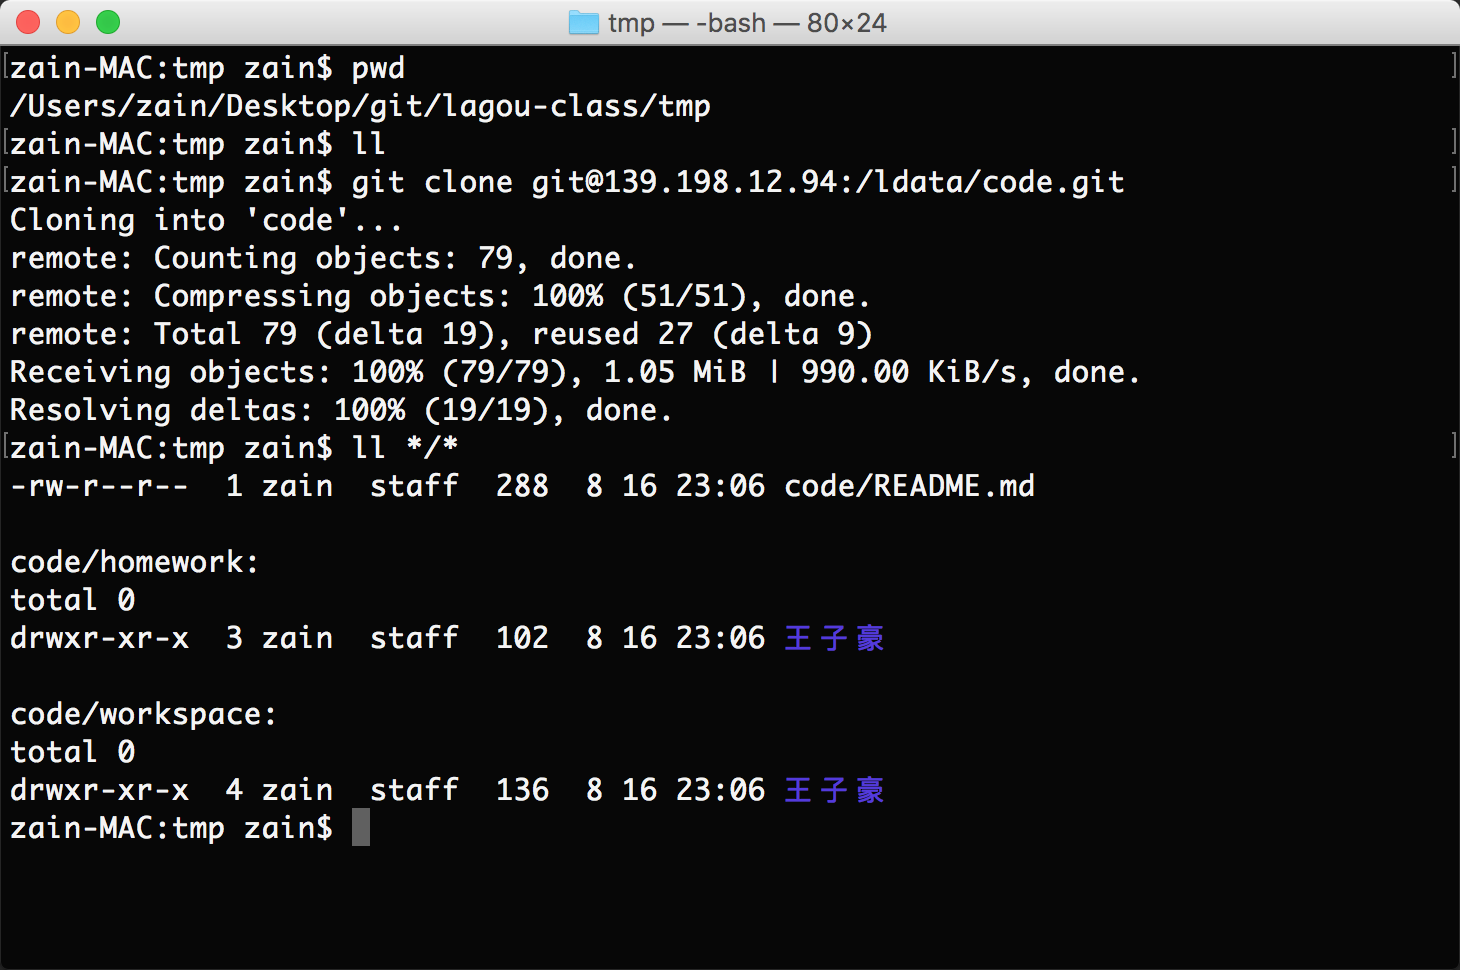 tmp — -bash — 80×24
zain-MAC:tmp zain$ pwd
/Users/zain/Desktop/git/lagou-class/tmp
zain-MAC:tmp zain$ ll
zain-MAC:tmp zain$ git clone git@139.198.12.94:/ldata/code.git
Cloning into 'code'...
remote: Counting objects: 79, done.
remote: Compressing objects: 100% (51/51), done.
remote: Total 79 (delta 19), reused 27 (delta 9)
Receiving objects: 100% (79/79), 1.05 MiB | 990.00 KiB/s, done.
Resolving deltas: 100% (19/19), done.
zain-MAC:tmp zain$ ll */*
-rw-r--r--  1 zain  staff  288  8 16 23:06 code/README.md
code/homework:
total 0
drwxr-xr-x  3 zain  staff  102  8 16 23:06 王子豪
code/workspace:
total 0
drwxr-xr-x  4 zain  staff  136  8 16 23:06 王子豪
zain-MAC:tmp zain$